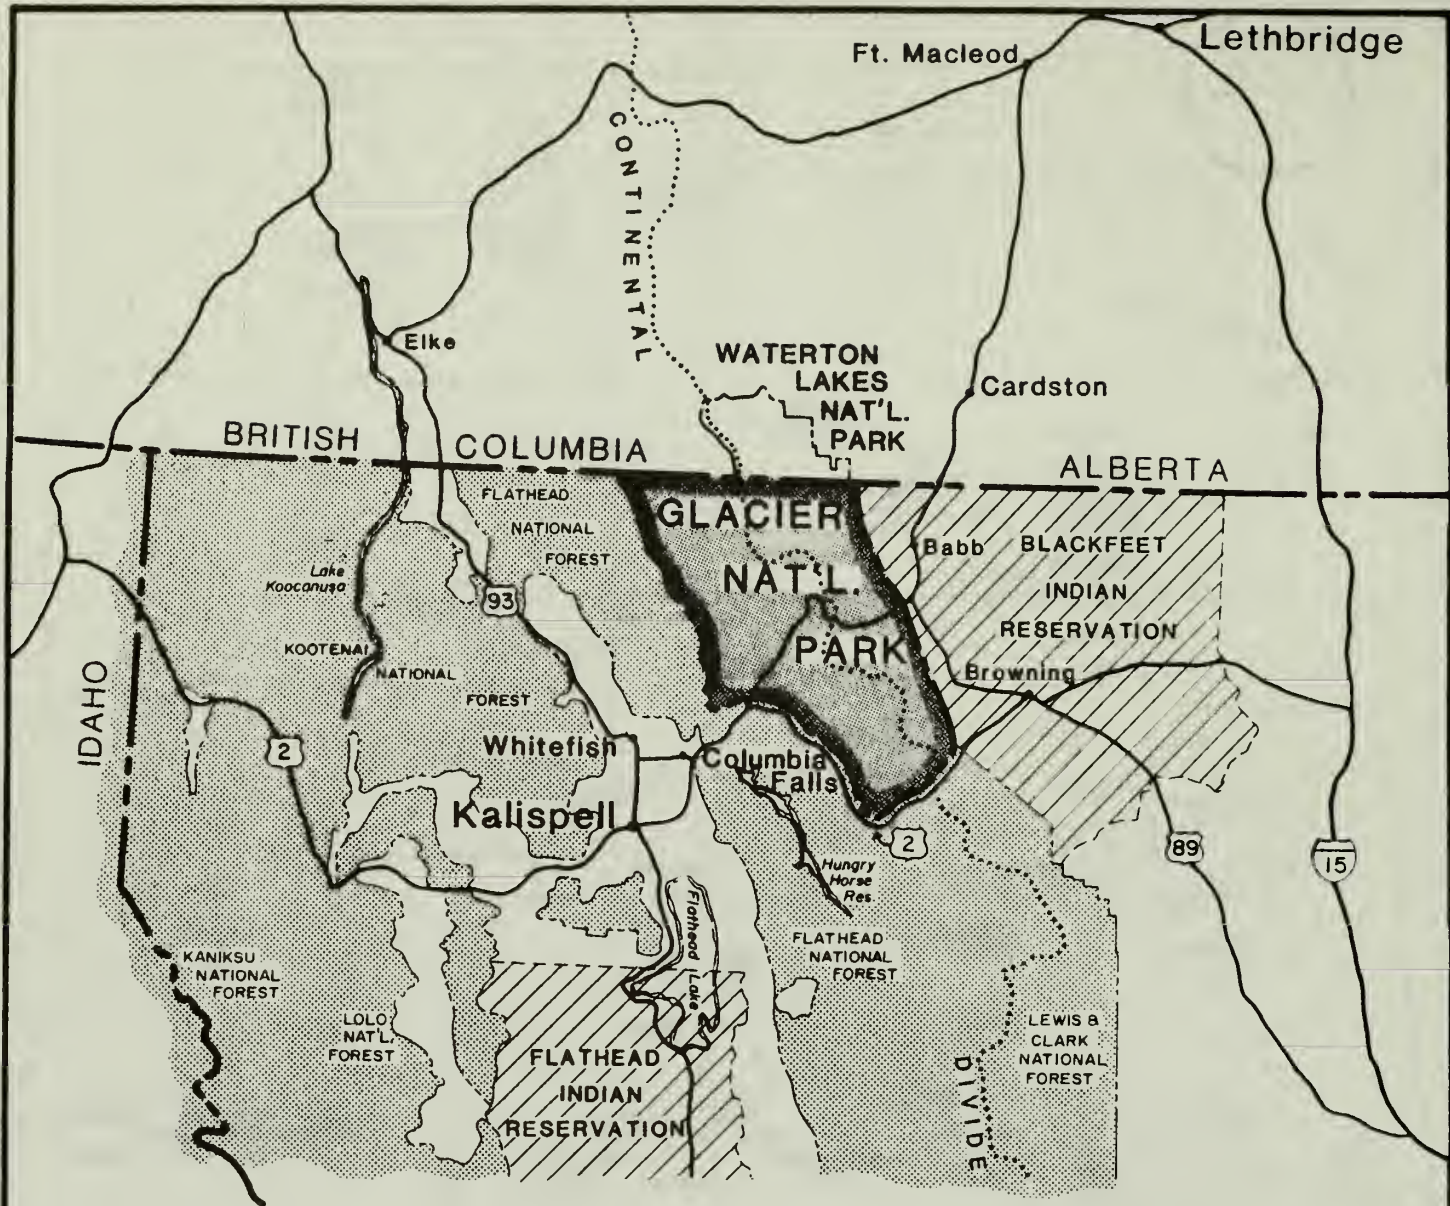 Lethbridge
Ft. Macleod
CONTINENTAL
Elke
WATERTON
LAKES
NAT'L.
PARK
Cardston
BRITISH COLUMBIA
ALBERTA
FLATHEAD
NATIONAL
FOREST
GLACIER
NAT'L.
PARK
Babb
BLACKFEET
INDIAN
RESERVATION
Lake
Koocanusa
93
KOOTENAI
NATIONAL
FOREST
IDAHO
Browning
2
Whitefish
Columbia
Falls
Kalispell
2
89
15
Hungry
Horse
Res.
Flathead Lake
FLATHEAD
NATIONAL
FOREST
KANIKSU
NATIONAL
FOREST
LOLO
NAT'L.
FOREST
FLATHEAD
INDIAN
RESERVATION
LEWIS &
CLARK
NATIONAL
FOREST
DIVIDE